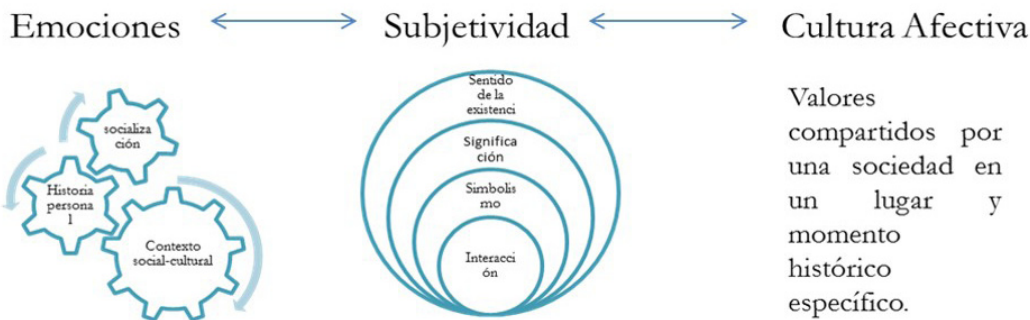 Emociones
Subjetividad
Cultura Afectiva
socializa
ción
Historia
persona
l
Contexto
social-cultural
Sentido
de la
existenci
Significa
ción
Simbolis
mo
Interacci
ón
Valores
compartidos por
una sociedad en
un lugar y
momento
histórico
específico.